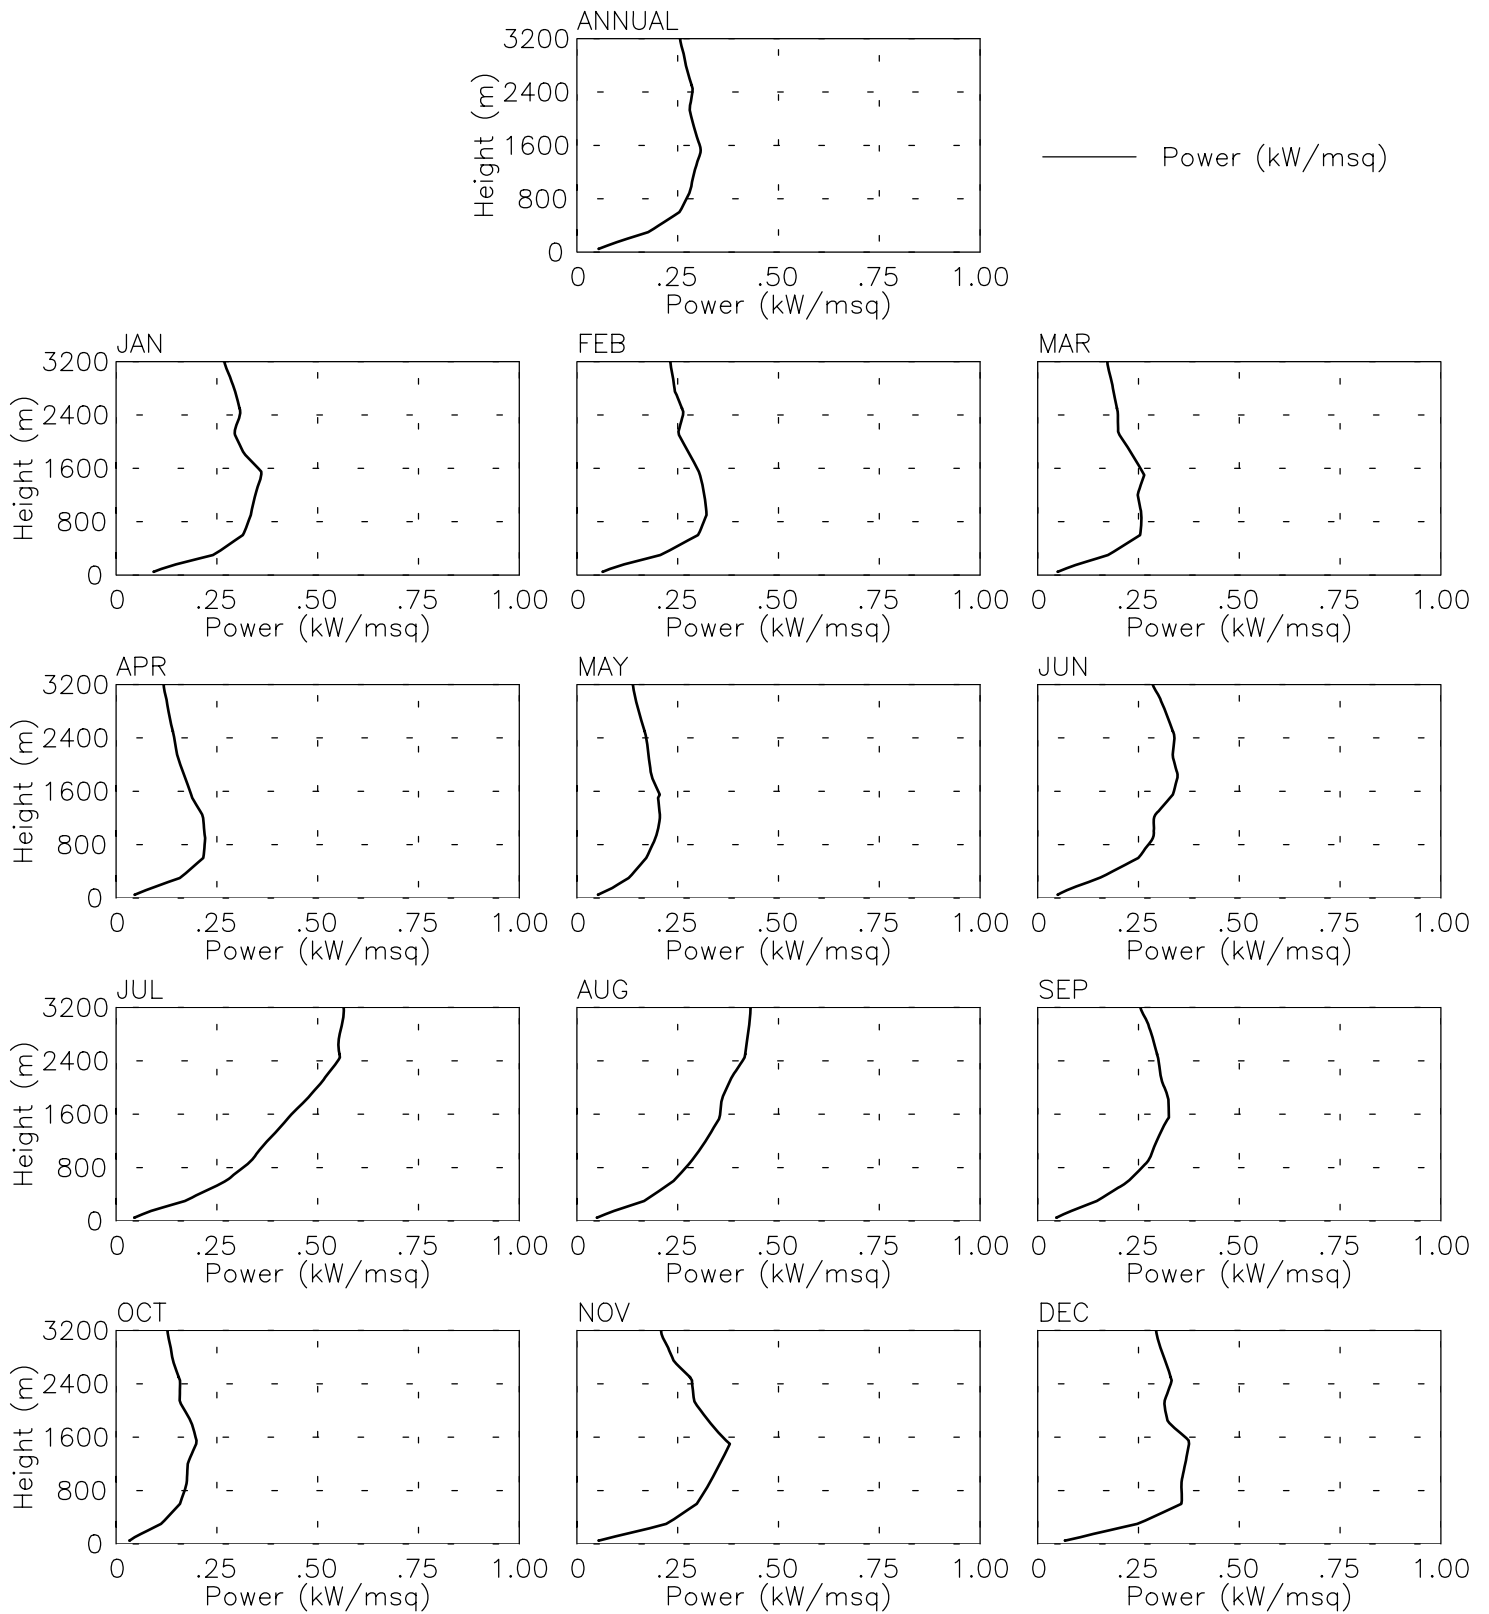 ANNUAL
3200
2400
1600
800
0
Height (m)
0 .25 .50 .75 1.00
Power (kW/msq)
Power (kW/msq)
JAN
3200
2400
1600
800
0
Height (m)
0 .25 .50 .75 1.00
Power (kW/msq)
FEB
0 .25 .50 .75 1.00
Power (kW/msq)
MAR
0 .25 .50 .75 1.00
Power (kW/msq)
APR
3200
2400
1600
800
0
Height (m)
0 .25 .50 .75 1.00
Power (kW/msq)
MAY
0 .25 .50 .75 1.00
Power (kW/msq)
JUN
0 .25 .50 .75 1.00
Power (kW/msq)
JUL
3200
2400
1600
800
0
Height (m)
0 .25 .50 .75 1.00
Power (kW/msq)
AUG
0 .25 .50 .75 1.00
Power (kW/msq)
SEP
0 .25 .50 .75 1.00
Power (kW/msq)
OCT
3200
2400
1600
800
0
Height (m)
0 .25 .50 .75 1.00
Power (kW/msq)
NOV
0 .25 .50 .75 1.00
Power (kW/msq)
DEC
0 .25 .50 .75 1.00
Power (kW/msq)